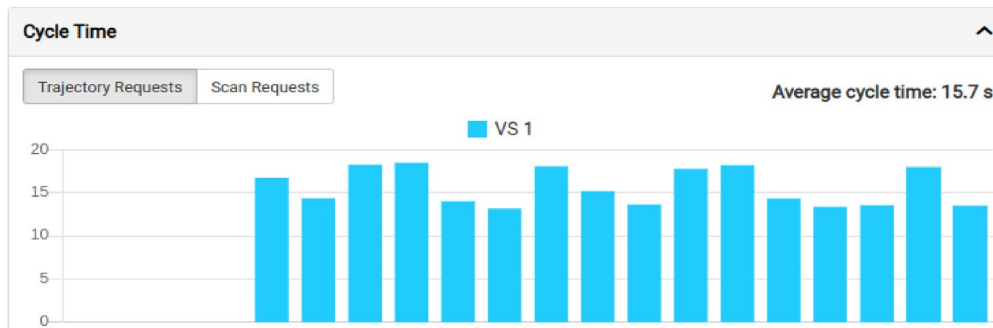 Cycle Time
Trajectory Requests Scan Requests
Average cycle time: 15.7 s
VS 1
20
15
10
5
0